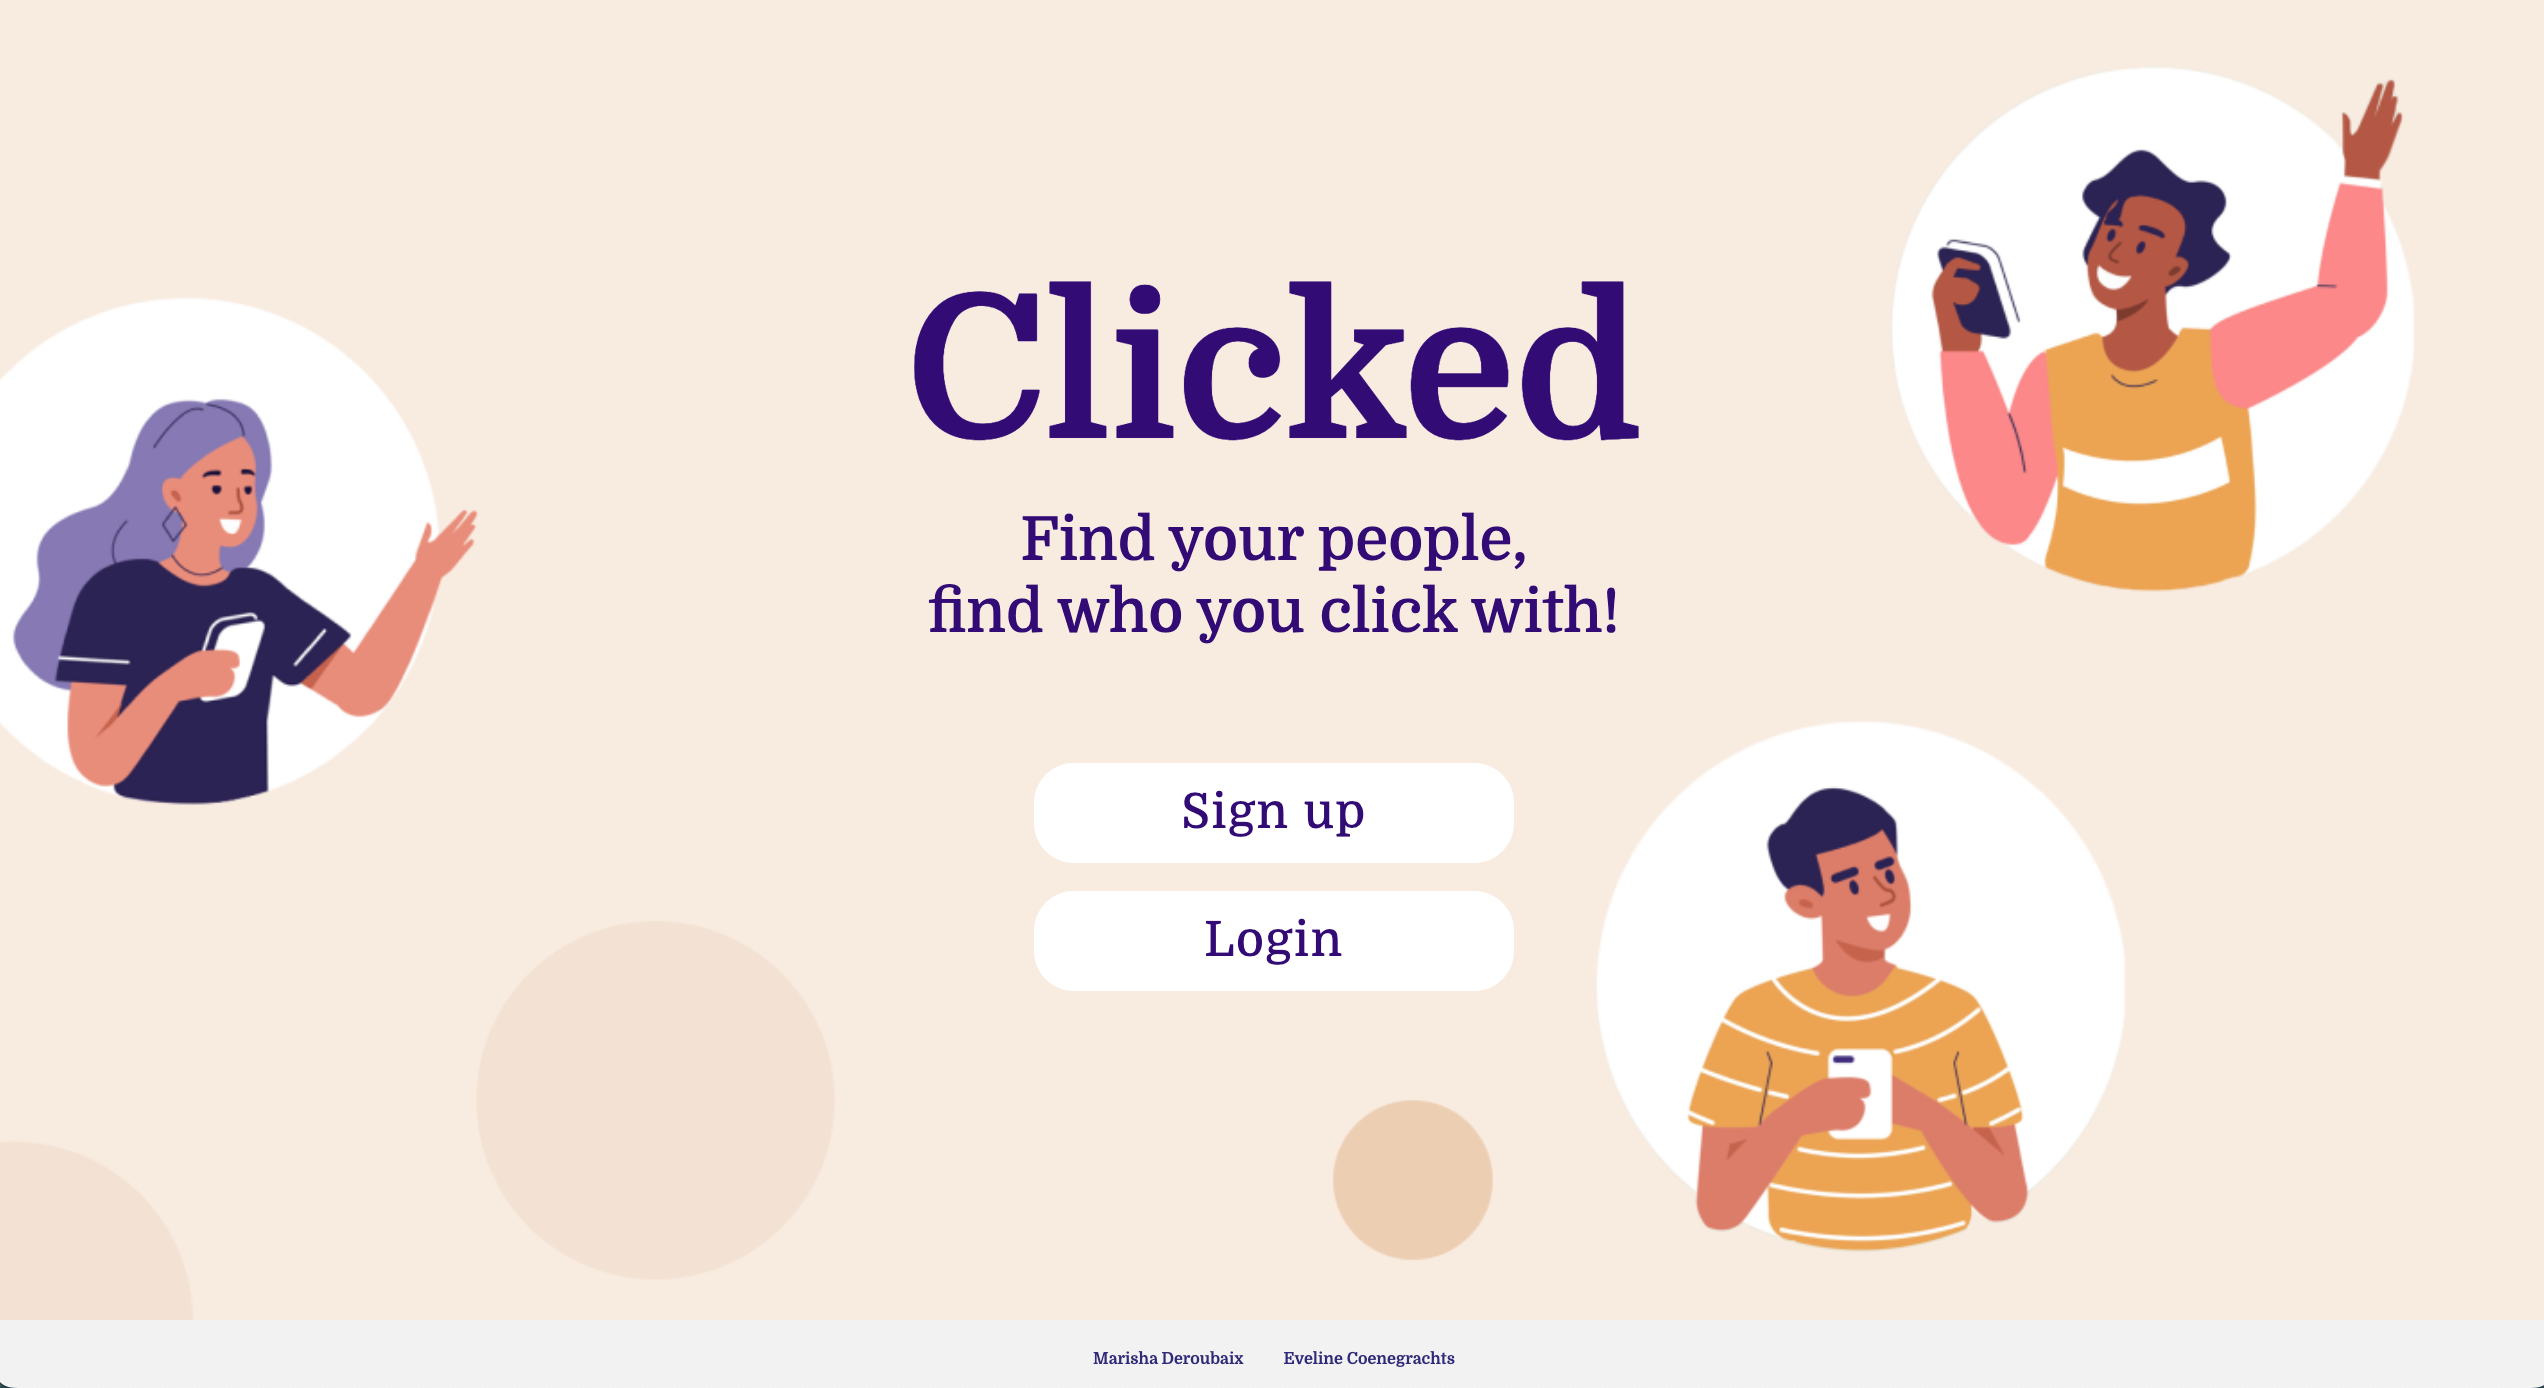 Clicked
Find your people,
find who you click with!
Sign up
Login
Marisha Deroubaix Eveline Coenegrachts